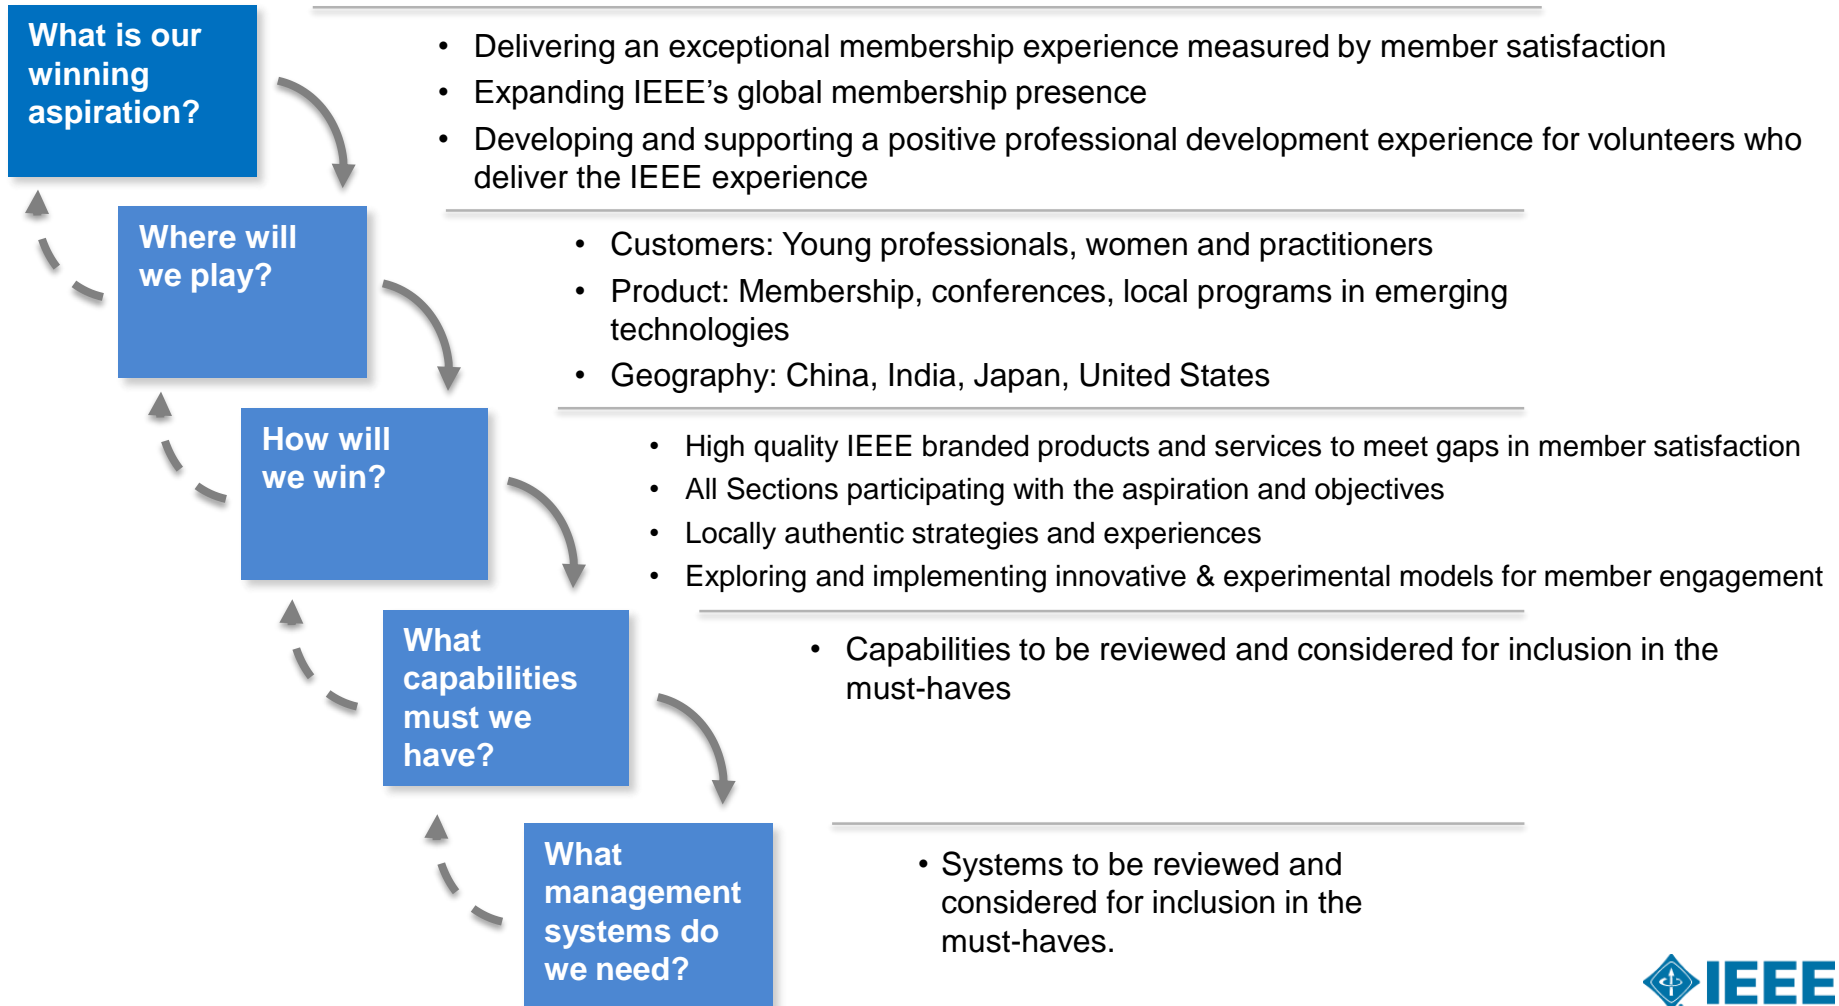 What is our
winning
aspiration?
• Delivering an exceptional membership experience measured by member satisfaction
• Expanding IEEE’s global membership presence
• Developing and supporting a positive professional development experience for volunteers who
deliver the IEEE experience
Where will
we play?
• Customers: Young professionals, women and practitioners
• Product: Membership, conferences, local programs in emerging
technologies
• Geography: China, India, Japan, United States
How will
we win?
• High quality IEEE branded products and services to meet gaps in member satisfaction
• All Sections participating with the aspiration and objectives
• Locally authentic strategies and experiences
• Exploring and implementing innovative & experimental models for member engagement
What
capabilities
must we
have?
• Capabilities to be reviewed and considered for inclusion in the
must-haves
What
management
systems do
we need?
• Systems to be reviewed and
considered for inclusion in the
must-haves.
IEEE